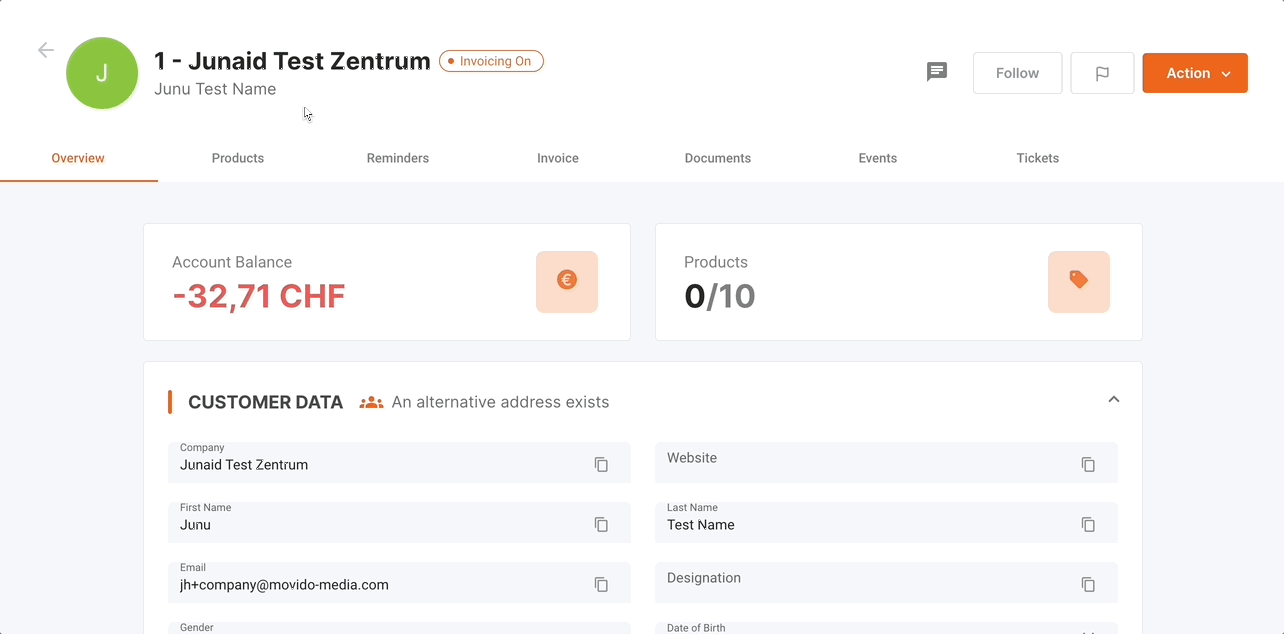 J
1 - Junaid Test Zentrum
Invoicing On
Junu Test Name
Follow
Action
Overview
Products
Reminders
Invoice
Documents
Events
Tickets
Account Balance
-32,71 CHF
€
Products
0/10
CUSTOMER DATA
An alternative address exists
Company
Junaid Test Zentrum
Website
First Name
Junu
Last Name
Test Name
Email
jh+company@movido-media.com
Designation
Gender
Date of Birth